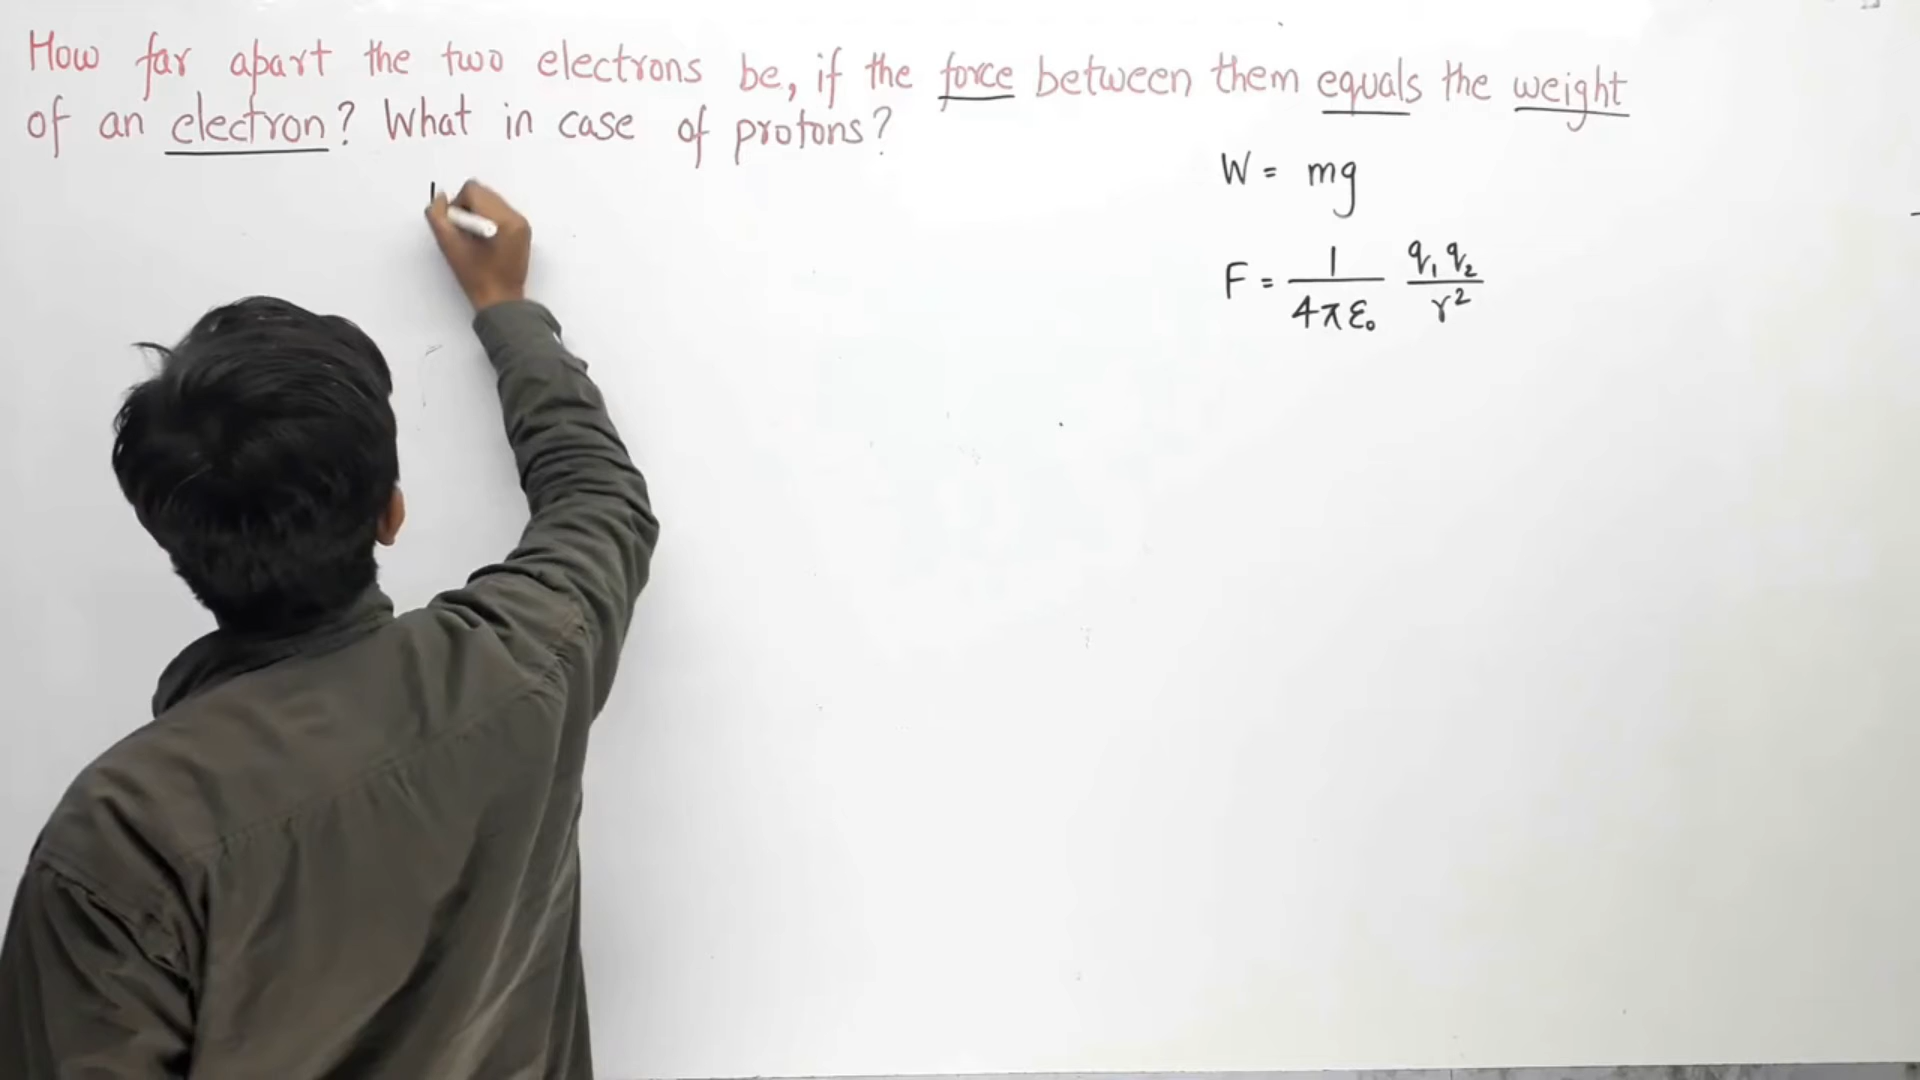 How far apart the two electrons be, if the force between them equals the weight
of an electron? What in case of protons?
W = mg
F = 1/4πε₀ q₁q₂/r²